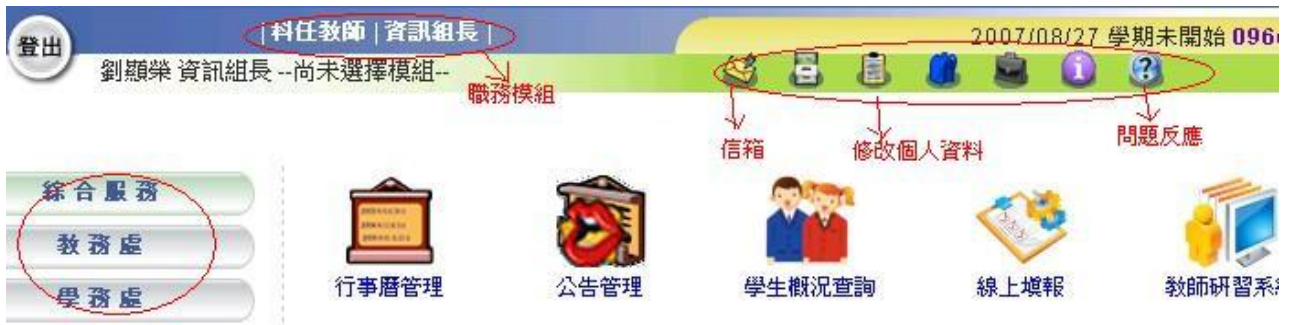 登出
|科任教師|資訊組長|
2007/08/27 學期未開始 096
劉顯榮 資訊組長 --尚未選擇模組--
職務模組
信箱
修改個人資料
問題反應
綜合服務
教務處
學務處
行事曆管理
公告管理
學生概況查詢
線上填報
教師研習系